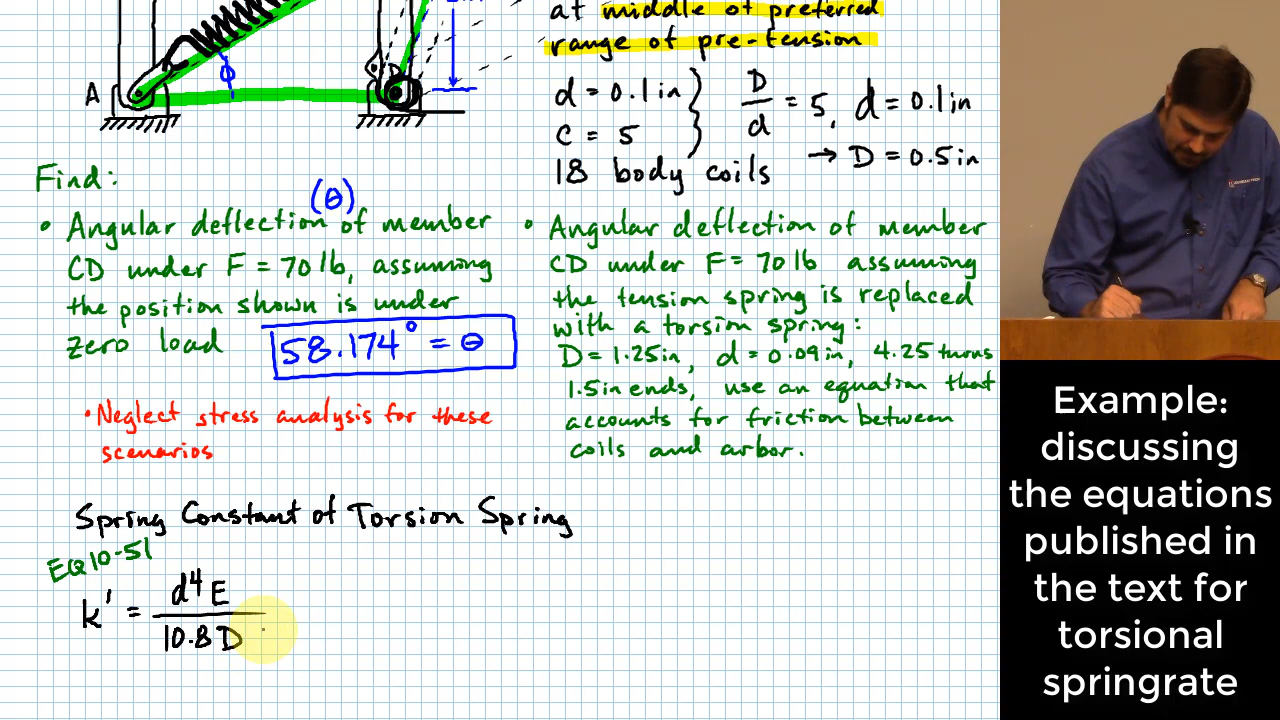 at middle of preferred
range of pre-tension
A
Φ
D
d = 0.1 in
C = 5
D/d = 5, d = 0.1 in
→ D = 0.5 in
18 body coils
Find:
(θ)
• Angular deflection of member
CD under F = 70 lb, assuming
the position shown is under
zero load
58.174° = θ
• Neglect stress analysis for these
scenarios
• Angular deflection of member
CD under F = 70 lb assuming
the tension spring is replaced
with a torsion spring:
D = 1.25 in, d = 0.09 in, 4.25 turns
1.5 in ends, use an equation that
accounts for friction between
coils and arbor.
Spring Constant of Torsion Spring
EQ 10-51
k' = d⁴E / 10.8 D
Example:
discussing
the equations
published in
the text for
torsional
springrate